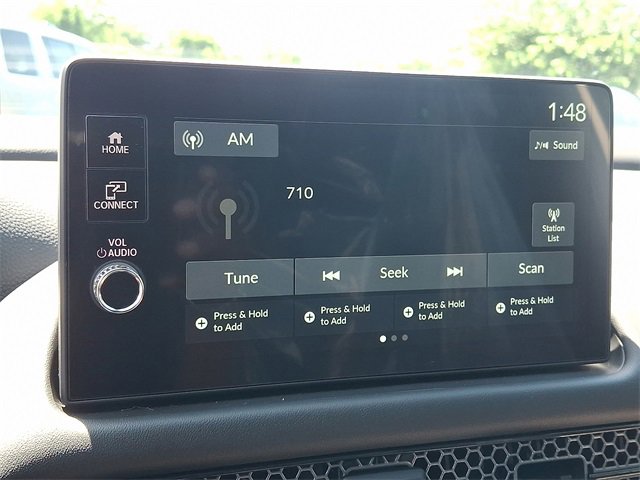 1:48
AM
Sound
HOME
710
CONNECT
Station
List
VOL
AUDIO
Tune
Seek
Scan
Press & Hold
to Add
Press & Hold
to Add
Press & Hold
to Add
Press & Hold
to Add